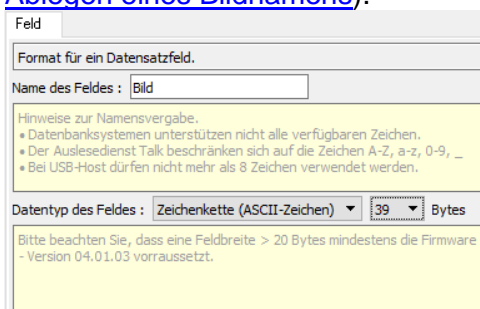 Ablegen eines Bildnamens).
Feld
Format für ein Datensatzfeld.
Name des Feldes : Bild
Hinweise zur Namensvergabe.
• Datenbanksystemen unterstützen nicht alle verfügbaren Zeichen.
• Der Auslesedienst Talk beschränken sich auf die Zeichen A-Z, a-z, 0-9, _
• Bei USB-Host dürfen nicht mehr als 8 Zeichen verwendet werden.
Datentyp des Feldes : Zeichenkette (ASCII-Zeichen) 39 Bytes
Bitte beachten Sie, dass eine Feldbreite > 20 Bytes mindestens die Firmware
- Version 04.01.03 vorraussetzt.